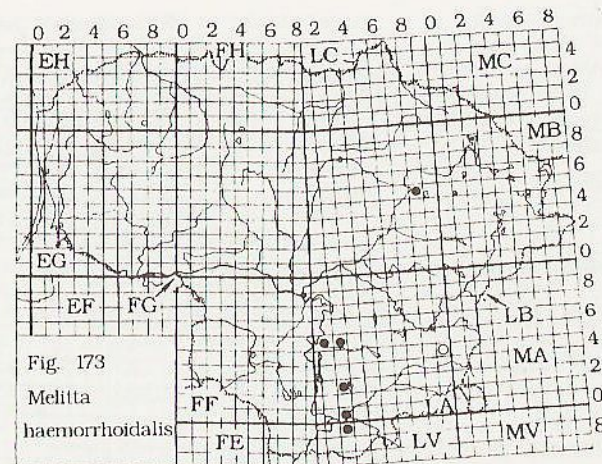 0 2 4 6 8 0 2 4 6 8 2 4 6 8 0 2 4 6 8
EH FH LC MC 4
2
0
MB 8
6
4
2
EG 0
EF FG 8
LB 6
Fig. 173 MA 4
Melitta 2
FF LA 0
haemorrhoidalis FE LV MV 8